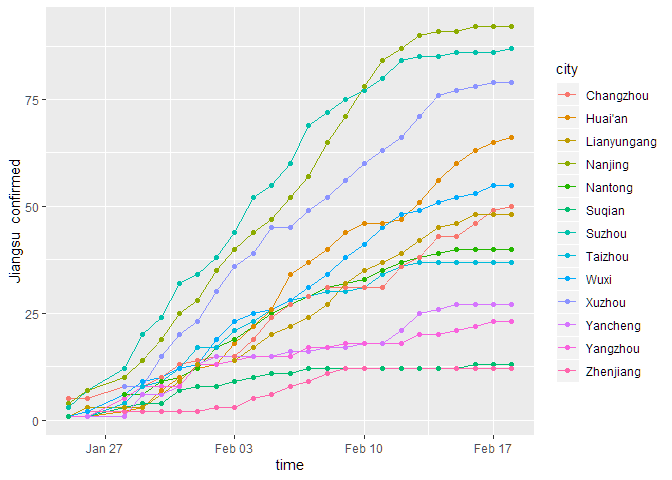 Jiangsu confirmed
75
50
25
0
Jan 27
Feb 03
Feb 10
Feb 17
time
city
Changzhou
Huai'an
Lianyungang
Nanjing
Nantong
Suqian
Suzhou
Taizhou
Wuxi
Xuzhou
Yancheng
Yangzhou
Zhenjiang